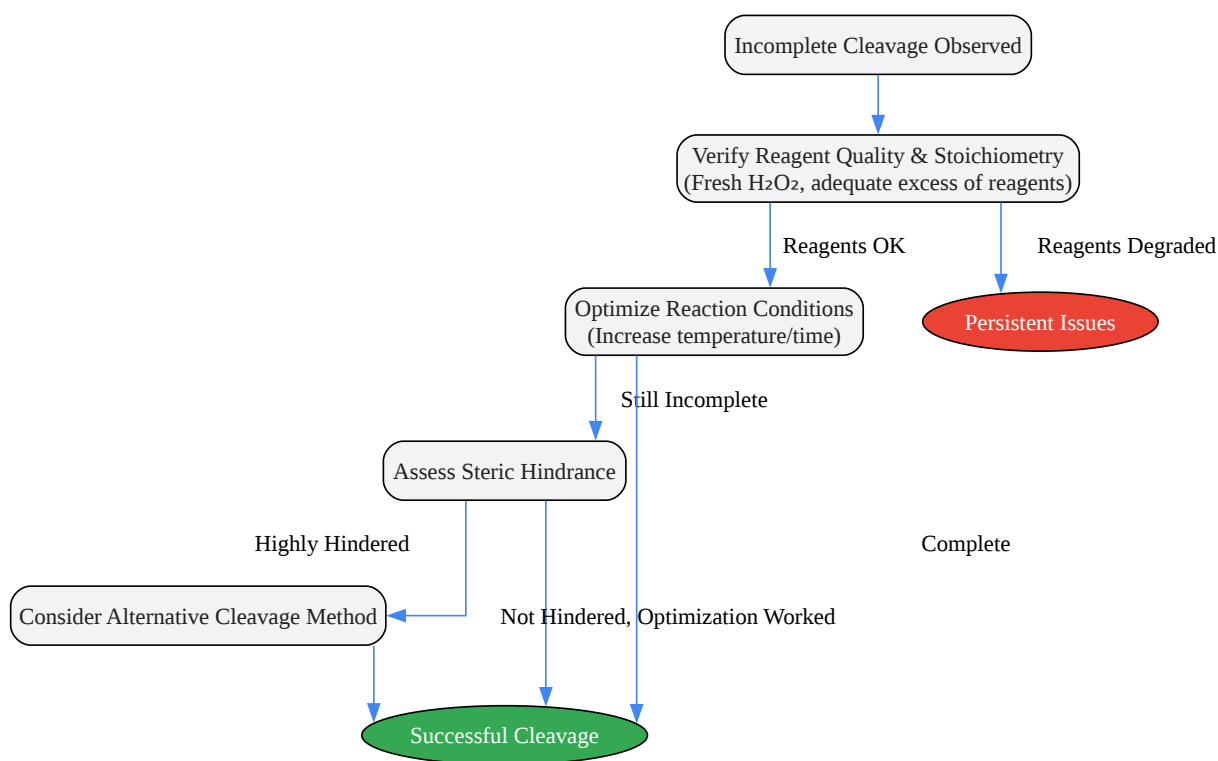 Incomplete Cleavage Observed
Verify Reagent Quality & Stoichiometry
(Fresh H₂O₂, adequate excess of reagents)
Reagents OK
Reagents Degraded
Optimize Reaction Conditions
(Increase temperature/time)
Persistent Issues
Still Incomplete
Assess Steric Hindrance
Highly Hindered
Complete
Consider Alternative Cleavage Method
Not Hindered, Optimization Worked
Successful Cleavage